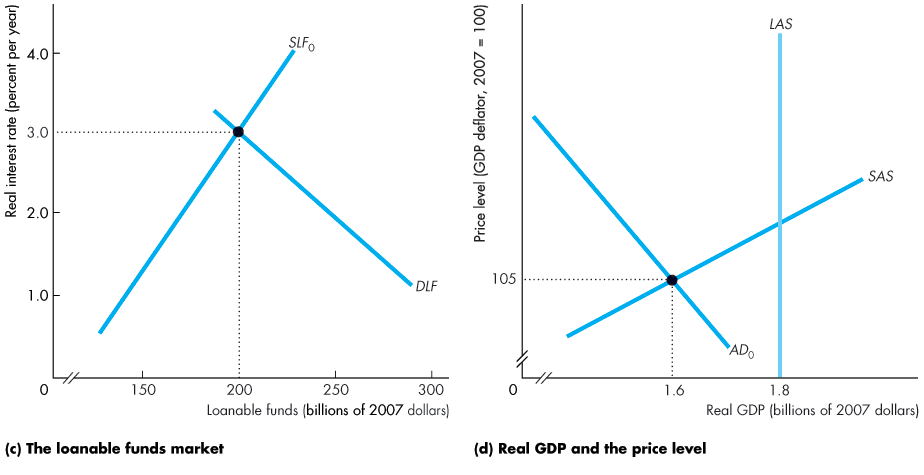 Real interest rate (percent per year)
4.0
3.0
2.0
1.0
0
150
200
250
300
SLF0
DLF
Loanable funds (billions of 2007 dollars)
(c) The loanable funds market
Price level (GDP deflator, 2007 = 100)
LAS
SAS
105
AD0
0
1.6
1.8
Real GDP (billions of 2007 dollars)
(d) Real GDP and the price level